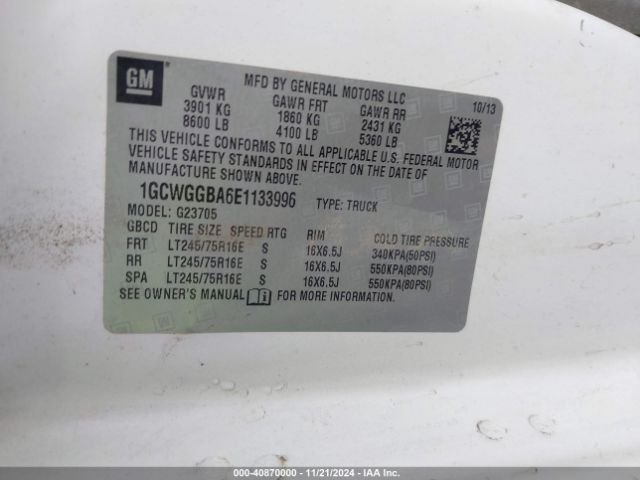 GM
MFD BY GENERAL MOTORS LLC
10/13
GVWR GAWR FRT GAWR RR
3901 KG 1860 KG 2431 KG
8600 LB 4100 LB 5360 LB
THIS VEHICLE CONFORMS TO ALL APPLICABLE U.S. FEDERAL MOTOR
VEHICLE SAFETY STANDARDS IN EFFECT ON THE DATE OF
MANUFACTURE SHOWN ABOVE.
1GCWGGBA6E1133996 TYPE: TRUCK
MODEL: G23705
GBCD TIRE SIZE SPEED RTG RIM COLD TIRE PRESSURE
FRT LT245/75R16E S 16X6.5J 340KPA(50PSI)
RR LT245/75R16E S 16X6.5J 550KPA(80PSI)
SPA LT245/75R16E S 16X6.5J 550KPA(80PSI)
SEE OWNER'S MANUAL FOR MORE INFORMATION.
000-40870000 - 11/21/2024 - IAAI.com